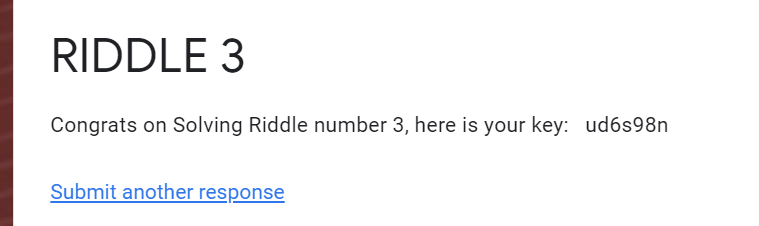 RIDDLE 3
Congrats on Solving Riddle number 3, here is your key: ud6s98n
Submit another response